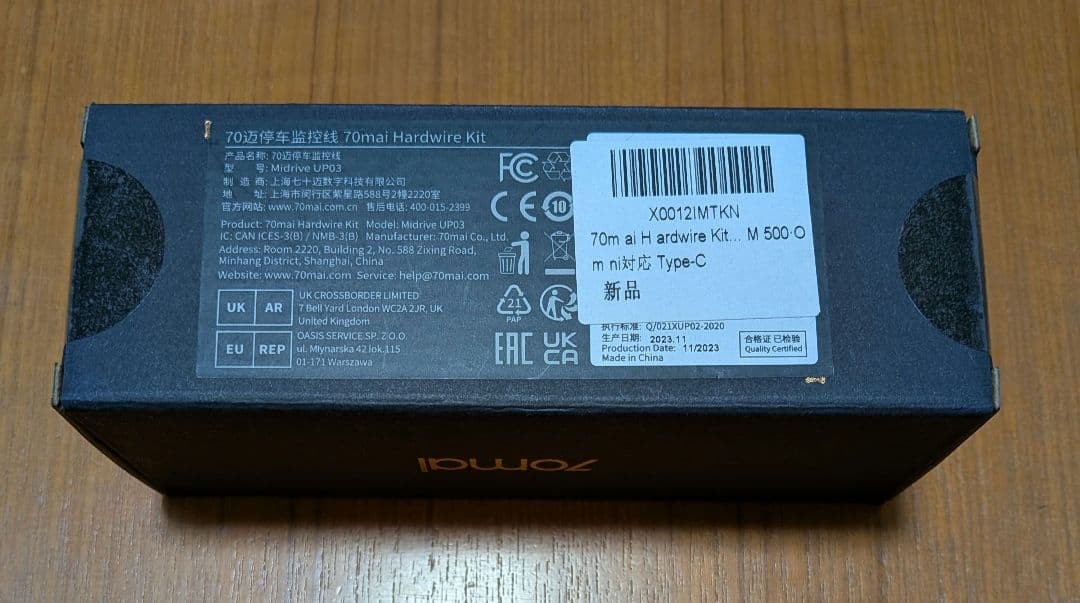 70迈停车监控线 70mai Hardwire Kit
产品名称: 70迈停车监控线
型 号: Midrive UP03
制 造 商: 上海七十迈数字科技有限公司
地 址: 上海市闵行区紫星路588号2幢2220室
官方网站: www.70mai.com.cn 售后电话: 400-015-2399
Product: 70mai Hardwire Kit Model: Midrive UP03
IC: CAN ICES-3(B) / NMB-3(B) Manufacturer: 70mai Co., Ltd.
Address: Room 2220, Building 2, No. 588 Zixing Road,
Minhang District, Shanghai, China
Website: www.70mai.com Service: help@70mai.com
UK AR
UK CROSSBORDER LIMITED
7 Bell Yard London WC2A 2JR, UK
United Kingdom
EU REP
OASIS SERVICE SP. Z.O.O.
ul. Mlynarska 42 lok.115
01-171 Warszawa
FC
CE 10
21
PAP
EAC UK
CA
X0012IMTKN
70m ai H ardwire Kit... M 500·O
m ni対応 Type-C
新品
执行标准: Q/021XUP02-2020
生产日期: 2023.11
Production Date: 11/2023
Made in China
合格证 已检验
Quality Certified
70mai